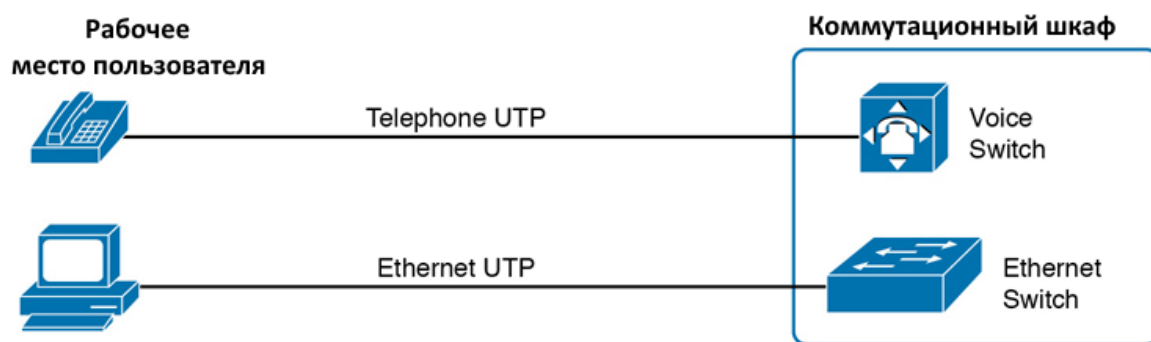 Рабочее
место пользователя
Коммутационный шкаф
Telephone UTP
Voice
Switch
Ethernet UTP
Ethernet
Switch